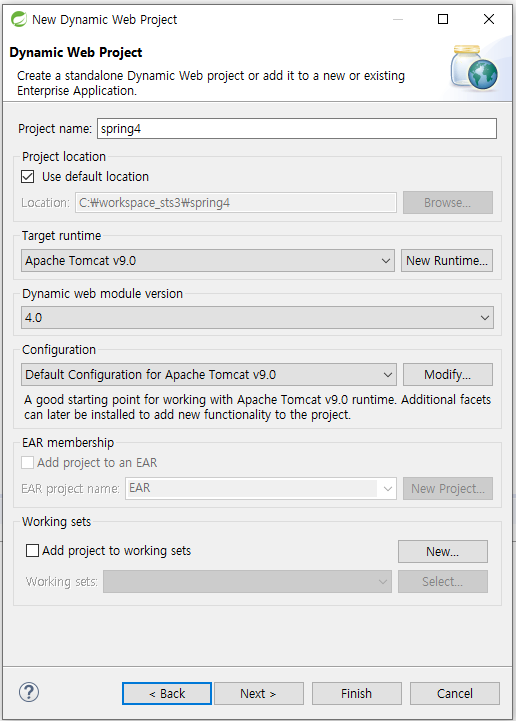 New Dynamic Web Project
Dynamic Web Project
Create a standalone Dynamic Web project or add it to a new or existing
Enterprise Application.
Project name: spring4
Project location
Use default location
Location: C:₩workspace_sts3₩spring4 Browse...
Target runtime
Apache Tomcat v9.0 New Runtime...
Dynamic web module version
4.0
Configuration
Default Configuration for Apache Tomcat v9.0 Modify...
A good starting point for working with Apache Tomcat v9.0 runtime. Additional facets
can later be installed to add new functionality to the project.
EAR membership
Add project to an EAR
EAR project name: EAR New Project...
Working sets
Add project to working sets New...
Working sets: Select...
? < Back Next > Finish Cancel